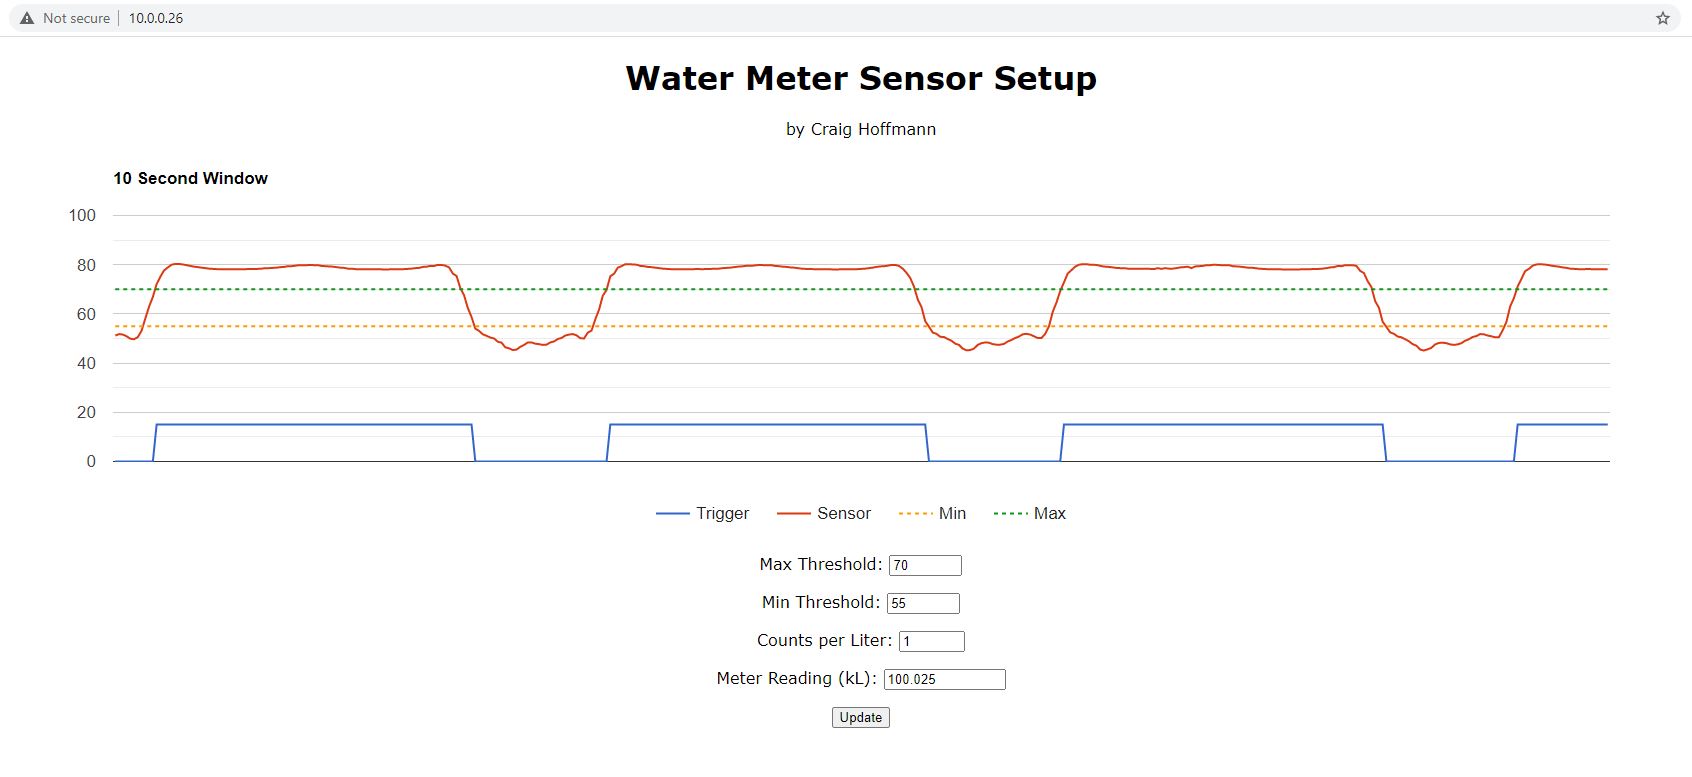 Not secure 10.0.0.26
Water Meter Sensor Setup
by Craig Hoffmann
10 Second Window
100
80
60
40
20
0
Trigger Sensor Min Max
Max Threshold: 70
Min Threshold: 55
Counts per Liter: 1
Meter Reading (kL): 100.025
Update